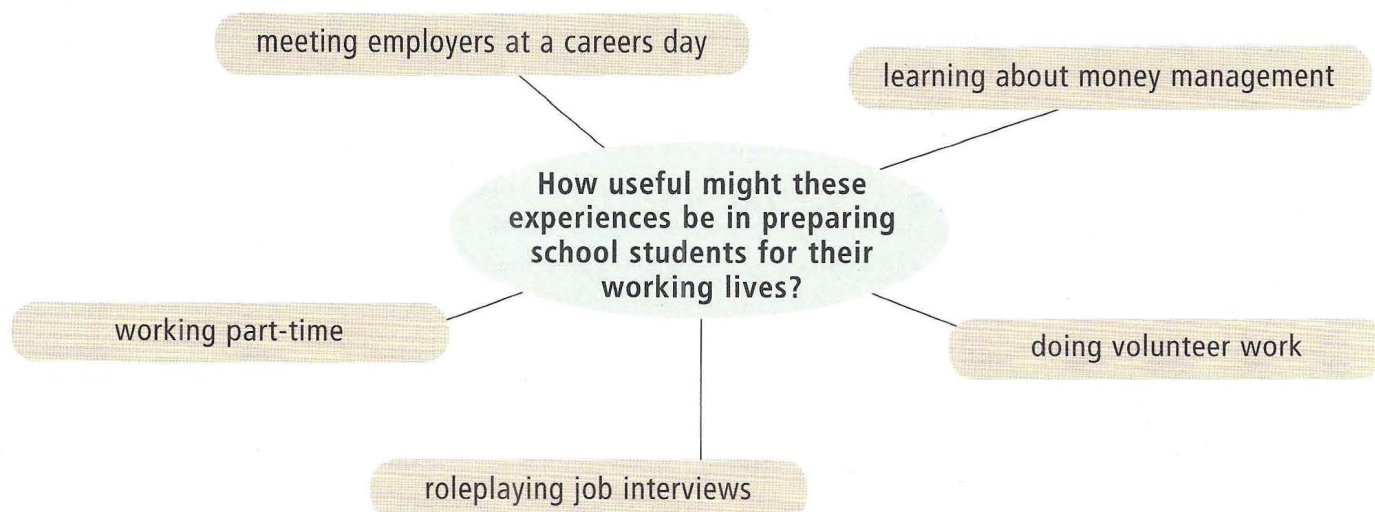 meeting employers at a careers day
learning about money management
How useful might these
experiences be in preparing
school students for their
working lives?
working part-time
doing volunteer work
roleplaying job interviews